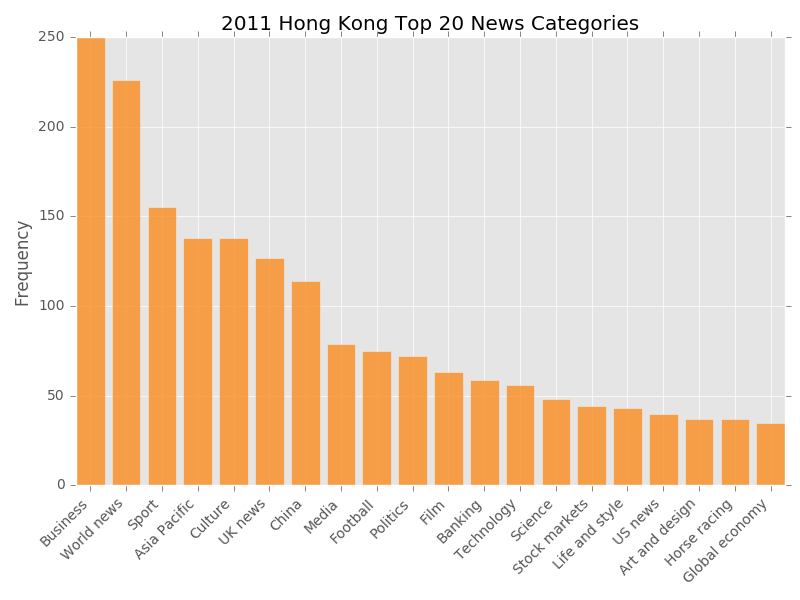 2011 Hong Kong Top 20 News Categories
250
200
150
100
50
0
Frequency
Business
World news
Sport
Asia Pacific
Culture
UK news
China
Media
Football
Politics
Film
Banking
Technology
Science
Stock markets
Life and style
US news
Art and design
Horse racing
Global economy